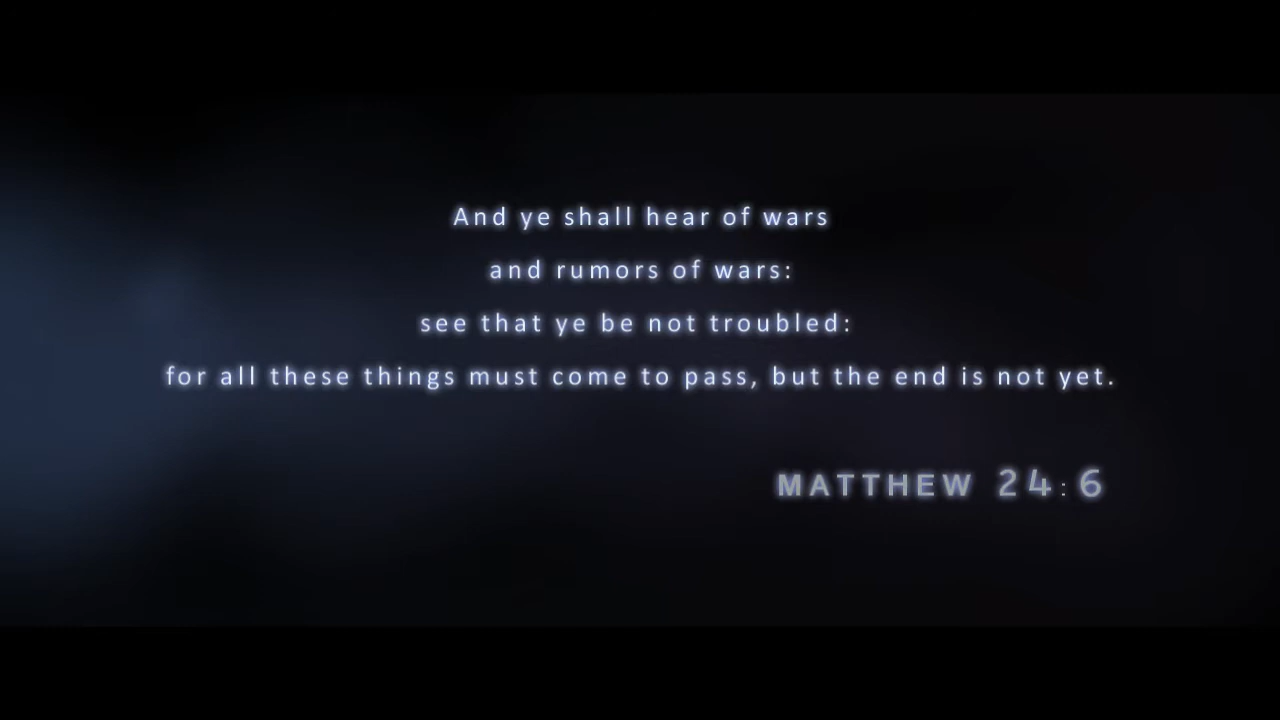 And ye shall hear of wars
and rumors of wars:
see that ye be not troubled:
for all these things must come to pass, but the end is not yet.
MATTHEW 24:6